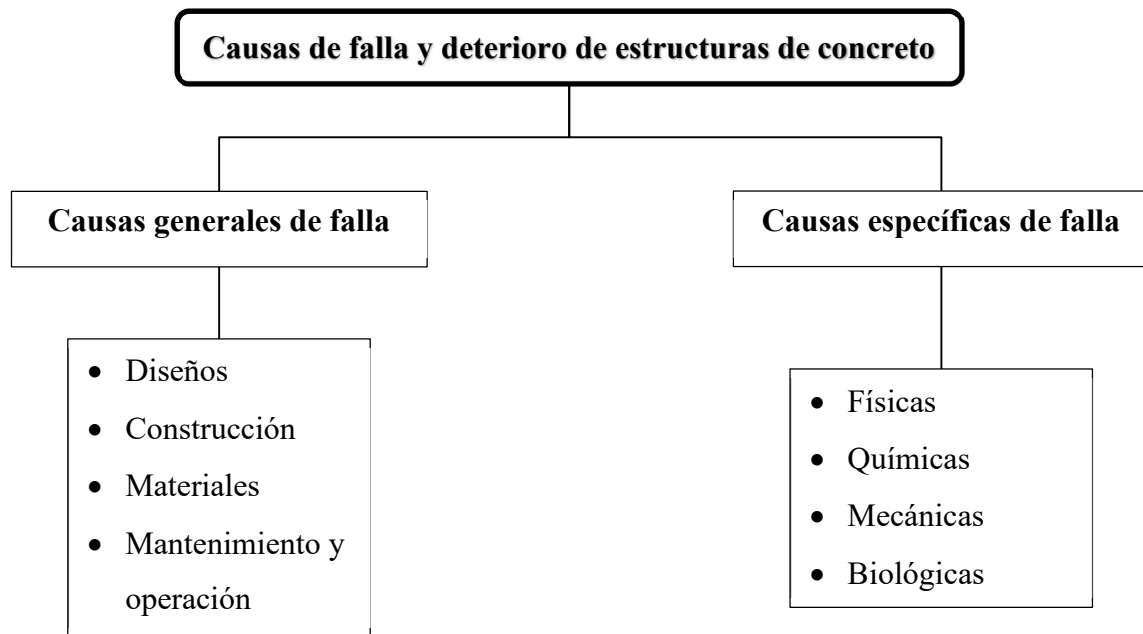 Causas de falla y deterioro de estructuras de concreto
Causas generales de falla
Causas específicas de falla
• Diseños
• Construcción
• Materiales
• Mantenimiento y
operación
• Físicas
• Químicas
• Mecánicas
• Biológicas